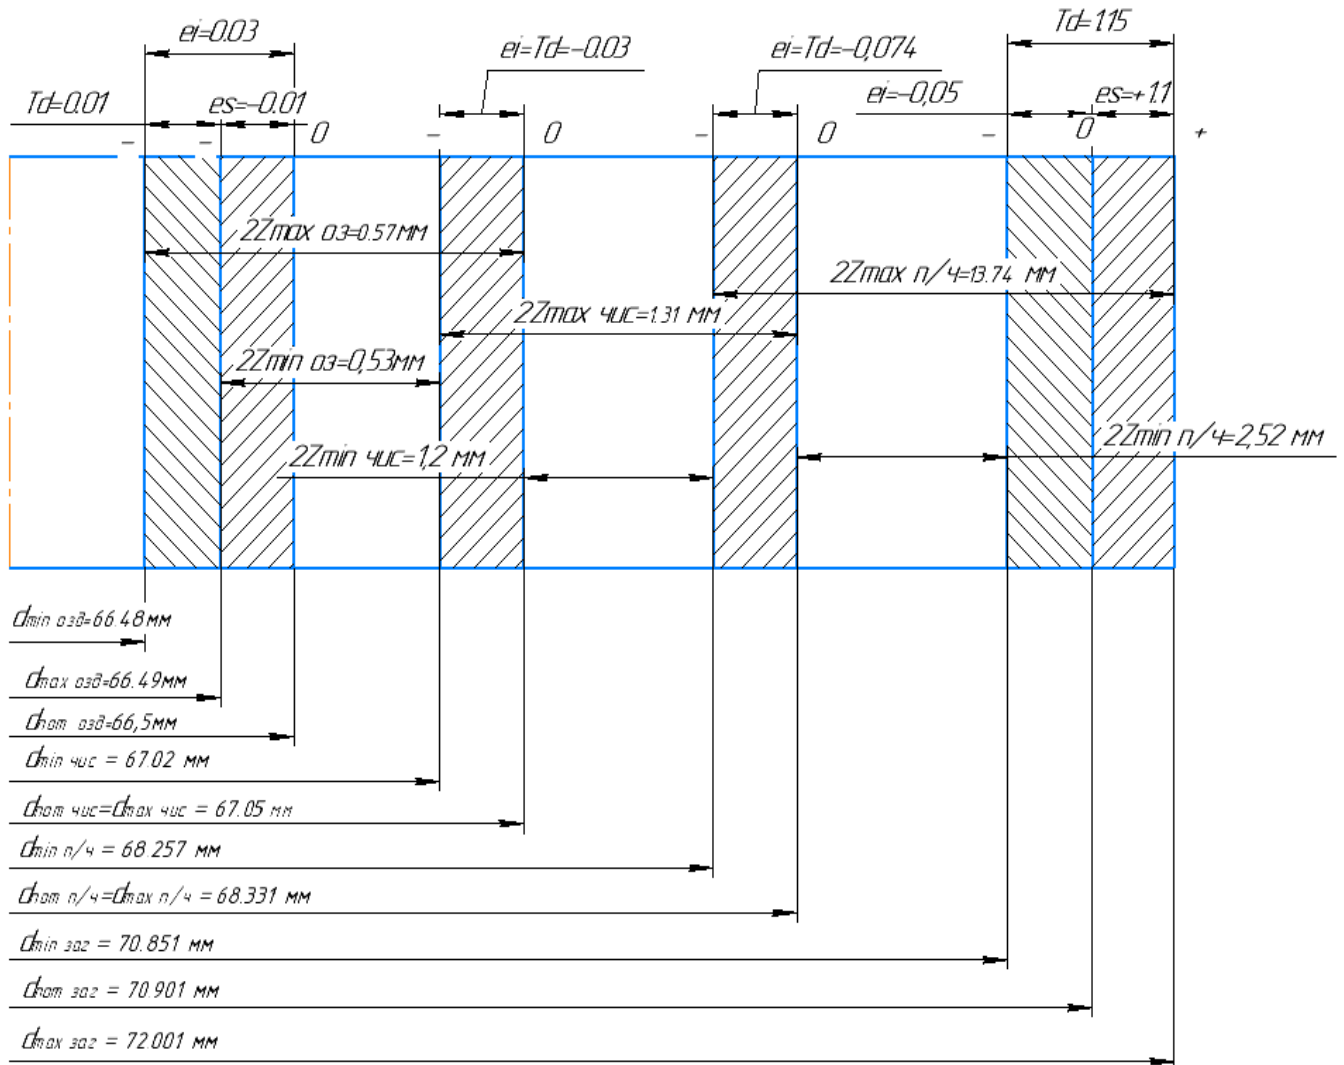 ei=0.03
Td=1.15
ei=Td=-0.03
ei=Td=-0,074
Td=0.01
es=-0.01
ei=-0,05
es=+1.1
- - 0 - 0 - 0 - 0 +
2Zmax оз=0.57мм
2Zmax п/ч=13.74 мм
2Zmax чис=1.31 мм
2Zmin оз=0,53мм
2Zmin п/ч=2,52 мм
2Zmin чис=1,2 мм
dmin озд=66.48мм
dmax озд=66.49мм
dnom озд=66,5мм
dmin чис = 67.02 мм
dnom чис=dmax чис = 67.05 мм
dmin п/ч = 68.257 мм
dnom п/ч=dmax п/ч = 68.331 мм
dmin заг = 70.851 мм
dnom заг = 70.901 мм
dmax заг = 72.001 мм